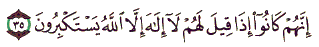 إِنَّهُمْ كَانُوٓا۟ إِذَا قِيلَ لَهُمْ لَآ إِلَٰهَ إِلَّا ٱللَّهُ يَسْتَكْبِرُونَ ٣٥